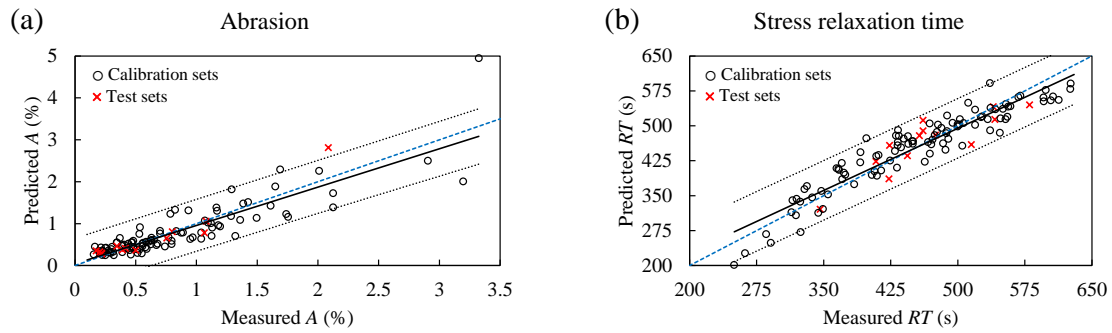 (a) Abrasion
5
4
3
2
1
0
Predicted A (%)
Calibration sets
Test sets
0 0.5 1 1.5 2 2.5 3 3.5
Measured A (%)
(b) Stress relaxation time
650
575
500
425
350
275
200
Predicted RT (s)
Calibration sets
Test sets
200 275 350 425 500 575 650
Measured RT (s)